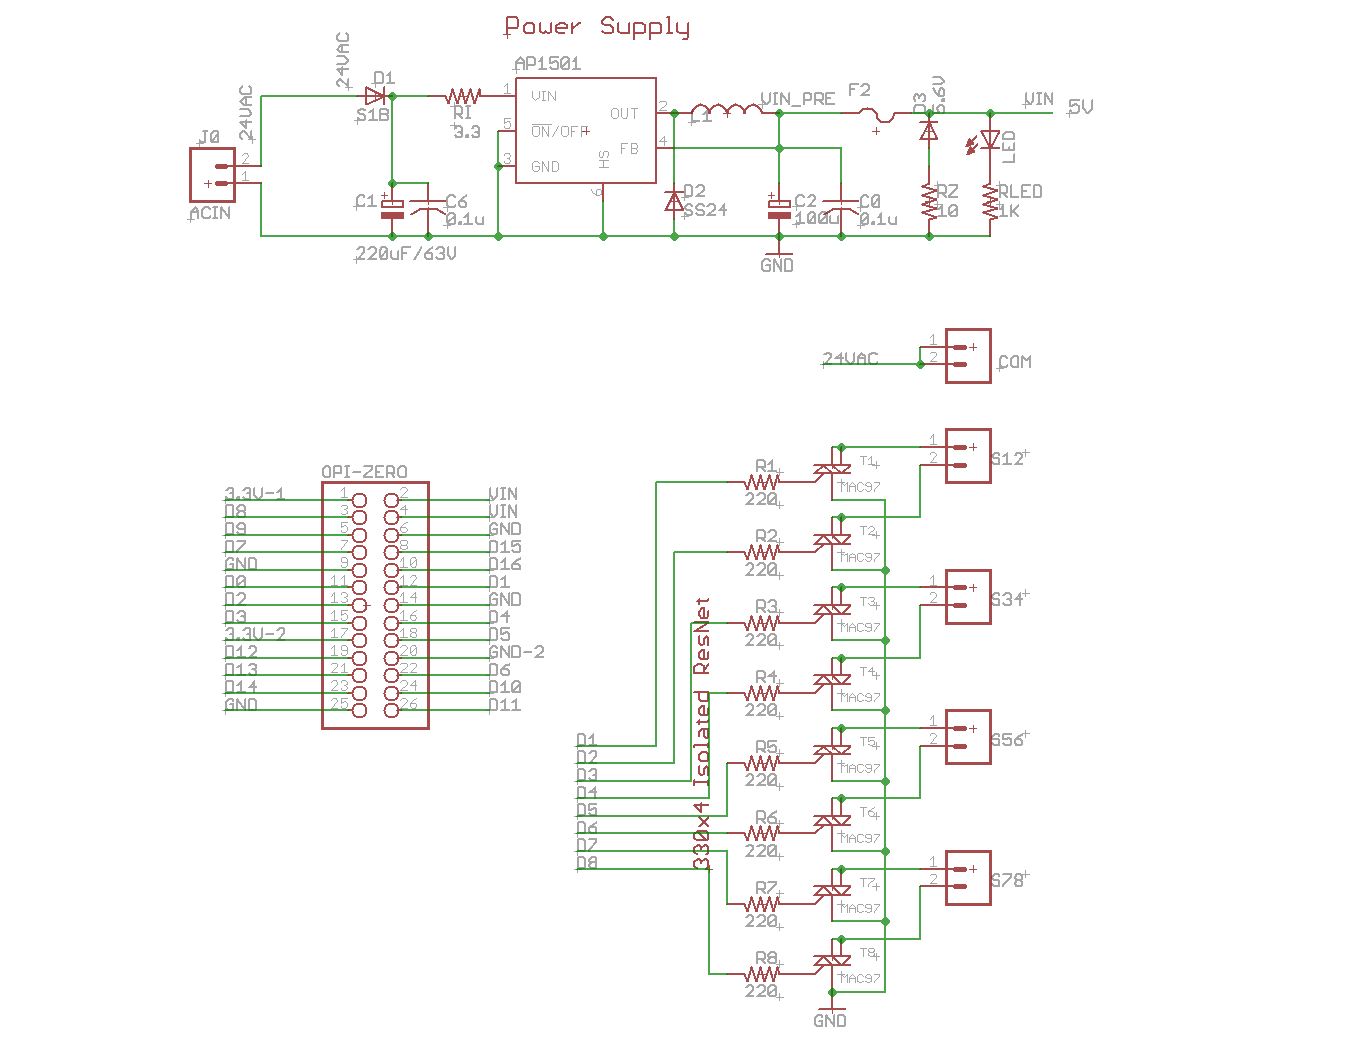 Power Supply
24VAC
D1
S1B
RI
3.3
AP1501
1
VIN
5
ON/OFF
3
GND
HS
6
OUT
2
FB
4
L1
VIN_PRE
F2
D3
5.6V
VIN
5V
LED
J0
24VAC
2
1
ACIN
C1
220uF/63V
C6
0.1u
D2
SS24
C2
100u
C0
0.1u
RZ
10
RLED
1K
GND
24VAC
1
2
COM
OPI-ZERO
3.3V-1 1 2 VIN
D8 3 4 VIN
D9 5 6 GND
D7 7 8 D15
GND 9 10 D16
D0 11 12 D1
D2 13 14 GND
D3 15 16 D4
3.3V-2 17 18 D5
D12 19 20 GND-2
D13 21 22 D6
D14 23 24 D10
GND 25 26 D11
D1
D2
D3
D4
D5
D6
D7
D8
330x4 Isolated ResNet
R1
220
T1
MAC97
1
2
S12
R2
220
T2
MAC97
R3
220
T3
MAC97
1
2
S34
R4
220
T4
MAC97
R5
220
T5
MAC97
1
2
S56
R6
220
T6
MAC97
R7
220
T7
MAC97
1
2
S78
R8
220
T8
MAC97
GND